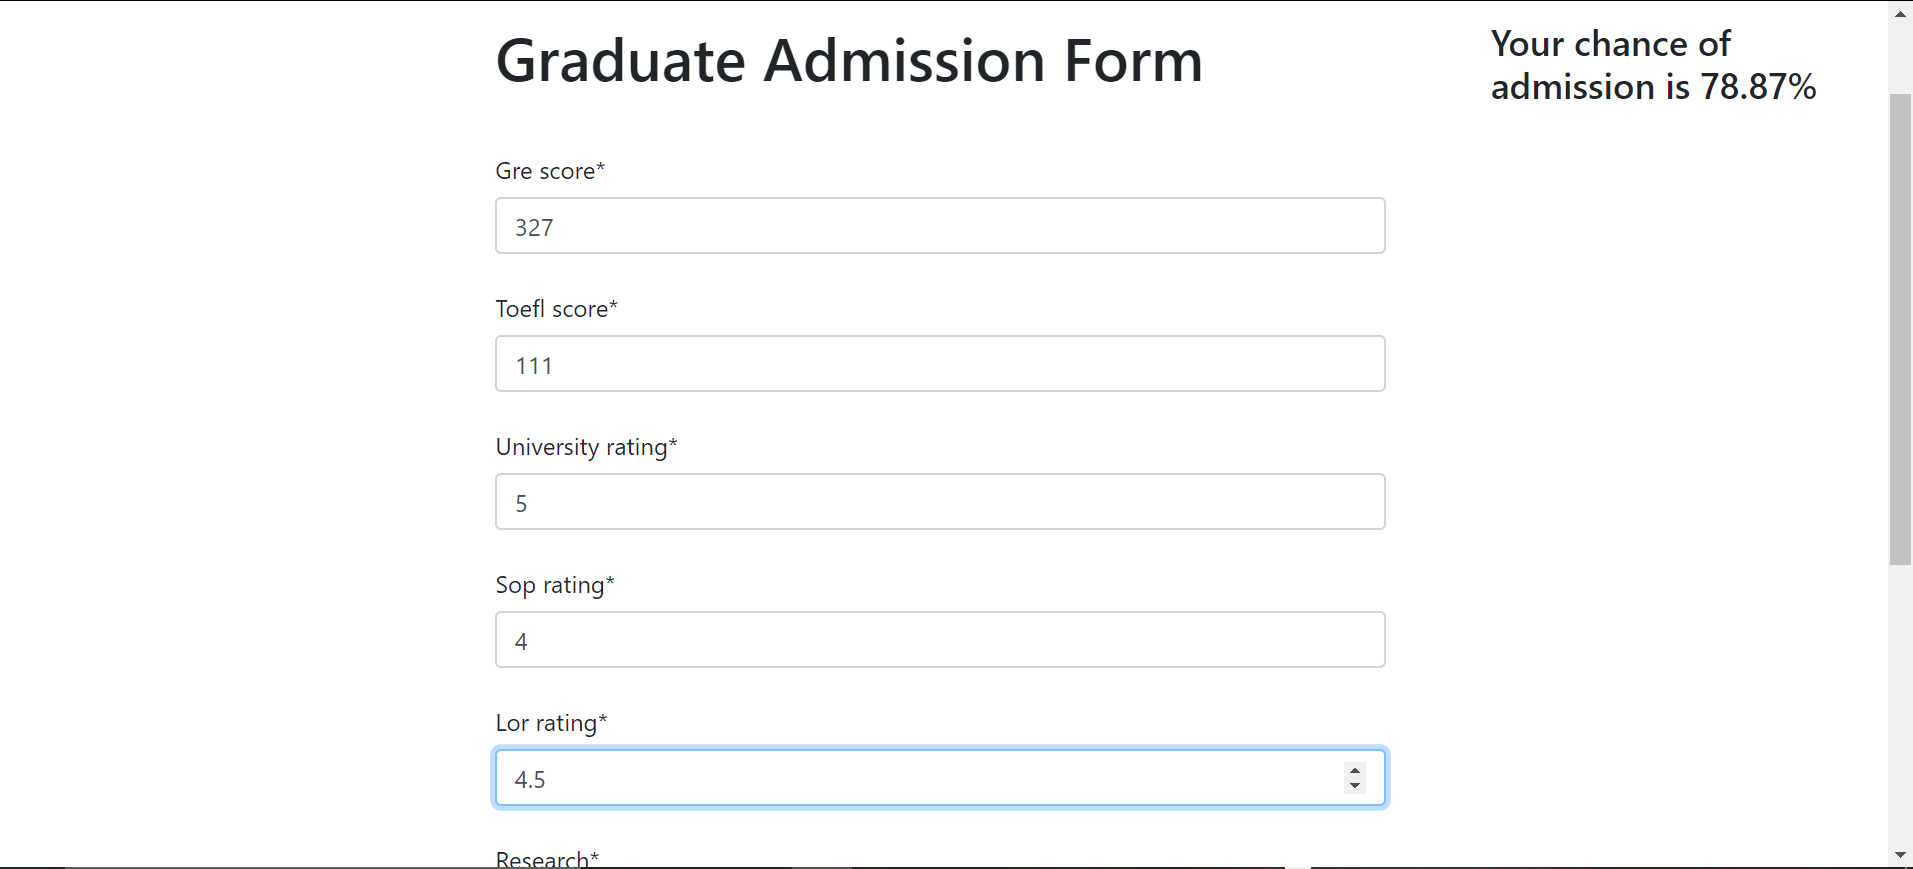 Graduate Admission Form
Your chance of
admission is 78.87%
Gre score*
327
Toefl score*
111
University rating*
5
Sop rating*
4
Lor rating*
4.5
Research*